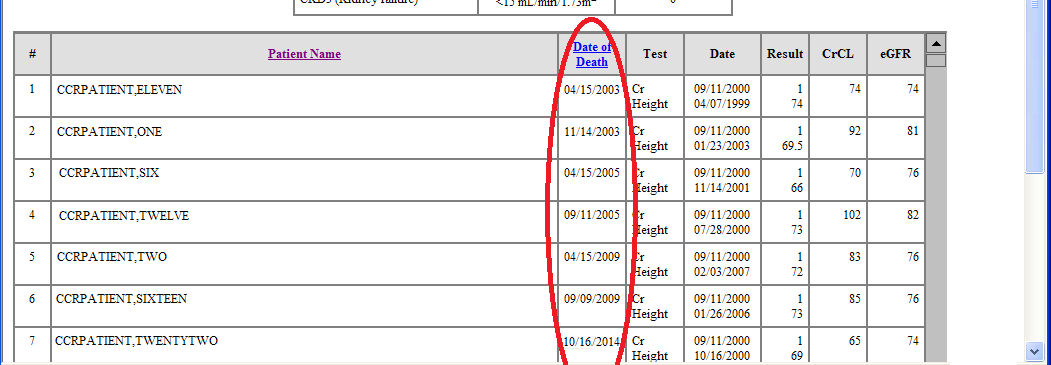 CKD5 (Kidney failure) <15 mL/min/1.73m²
# Patient Name Date of Death Test Date Result CrCL eGFR
1 CCRPATIENT,ELEVEN 04/15/2003 Cr 09/11/2000 1 74 74
Height 04/07/1999 74
2 CCRPATIENT,ONE 11/14/2003 Cr 09/11/2000 1 92 81
Height 01/23/2003 69.5
3 CCRPATIENT,SIX 04/15/2005 Cr 09/11/2000 1 70 76
Height 11/14/2001 66
4 CCRPATIENT,TWELVE 09/11/2005 Cr 09/11/2000 1 102 82
Height 07/28/2000 73
5 CCRPATIENT,TWO 04/15/2009 Cr 09/11/2000 1 83 76
Height 02/03/2007 72
6 CCRPATIENT,SIXTEEN 09/09/2009 Cr 09/11/2000 1 85 76
Height 01/26/2006 73
7 CCRPATIENT,TWENTYTWO 10/16/2014 Cr 09/11/2000 1 65 74
Height 10/16/2000 69